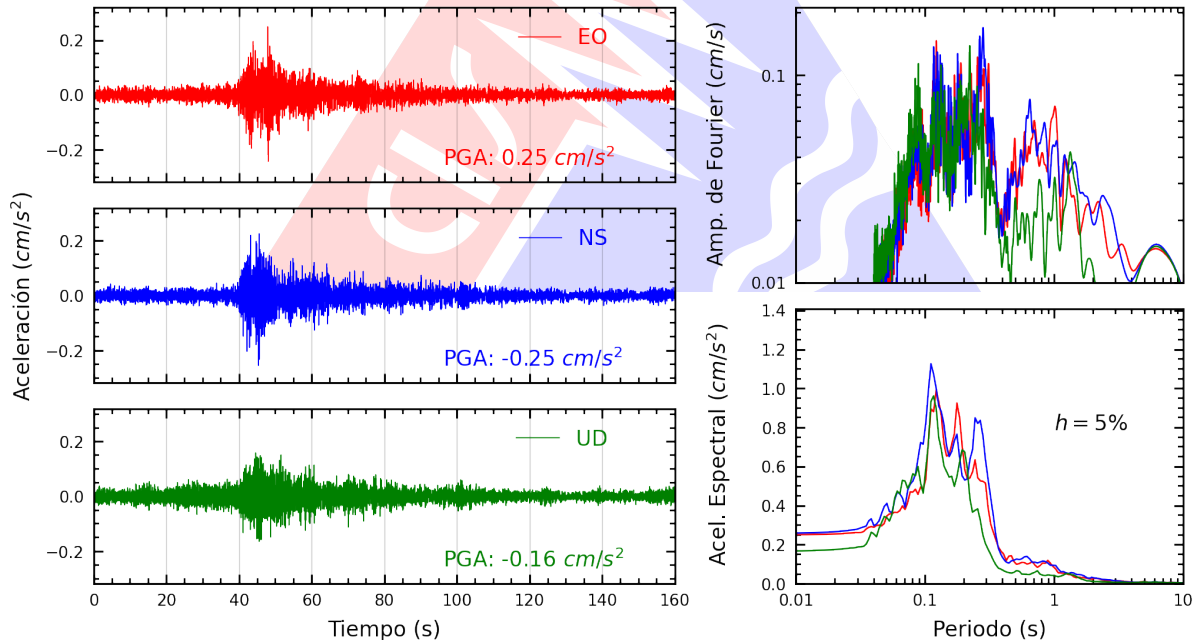 Aceleración (cm/s²)
0.2
0.0
−0.2
EO
PGA: 0.25 cm/s²
0.2
0.0
−0.2
NS
PGA: -0.25 cm/s²
0.2
0.0
−0.2
UD
PGA: -0.16 cm/s²
0 20 40 60 80 100 120 140 160
Tiempo (s)
Amp. de Fourier (cm/s)
0.1
0.01
Acel. Espectral (cm/s²)
1.4
1.2
1.0
0.8
0.6
0.4
0.2
0.0
h = 5%
0.01 0.1 1 10
Periodo (s)